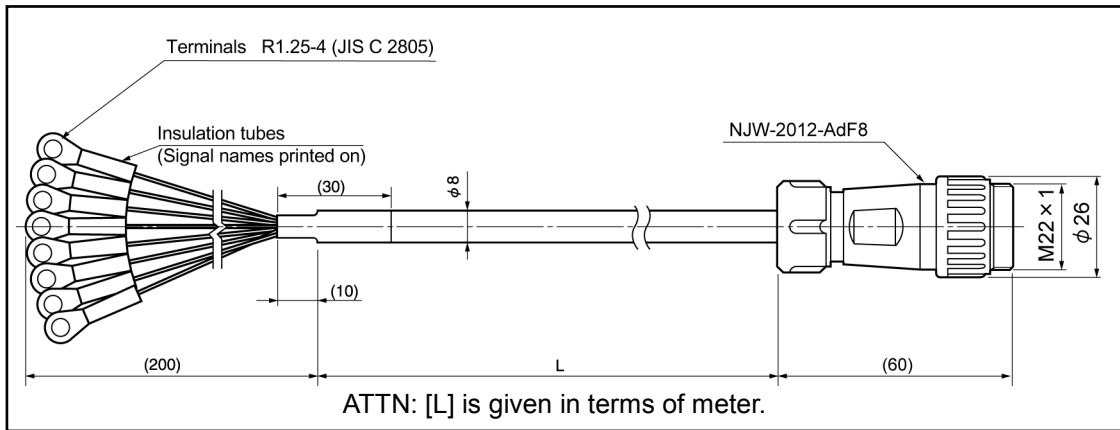 Terminals R1.25-4 (JIS C 2805)
Insulation tubes
(Signal names printed on)
NJW-2012-AdF8
(30)
φ8
M22×1
φ26
(10)
(200)
L
(60)
ATTN: [L] is given in terms of meter.